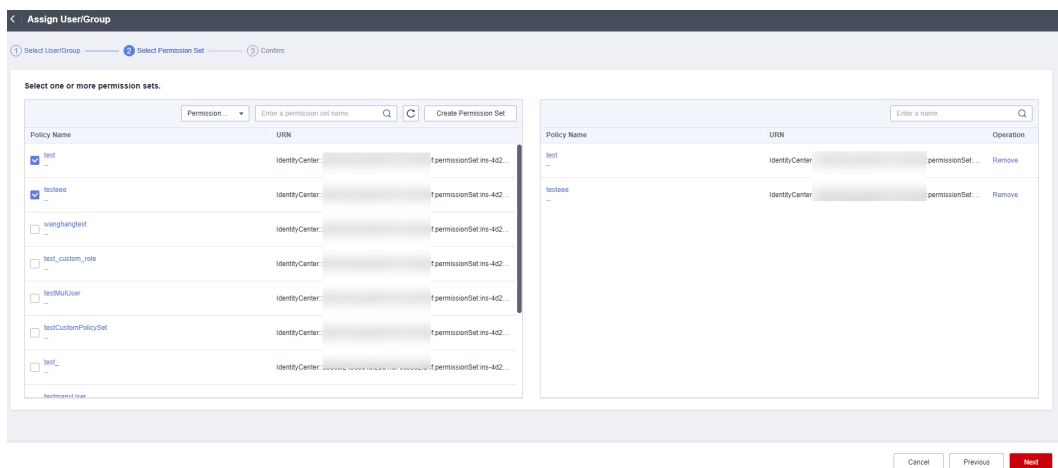 Assign User/Group
1 Select User/Group 2 Select Permission Set 3 Confirm
Select one or more permission sets.
Permission... Enter a permission set name. Create Permission Set
Policy Name URN
test IdentityCenter:: f:permissionSet:ins-4d2...
--
testeee IdentityCenter:: f:permissionSet:ins-4d2...
--
wanghangtest IdentityCenter:: f:permissionSet:ins-4d2...
--
test_custom_role IdentityCenter:: f:permissionSet:ins-4d2...
--
testMulUser IdentityCenter:: f:permissionSet:ins-4d2...
--
testCustomPolicySet IdentityCenter:: f:permissionSet:ins-4d2...
--
test_ IdentityCenter:: f:permissionSet:ins-4d2...
--
testmanyUser
Enter a name.
Policy Name URN Operation
test IdentityCenter :permissionSet:... Remove
--
testeee IdentityCenter :permissionSet:... Remove
--
Cancel Previous Next